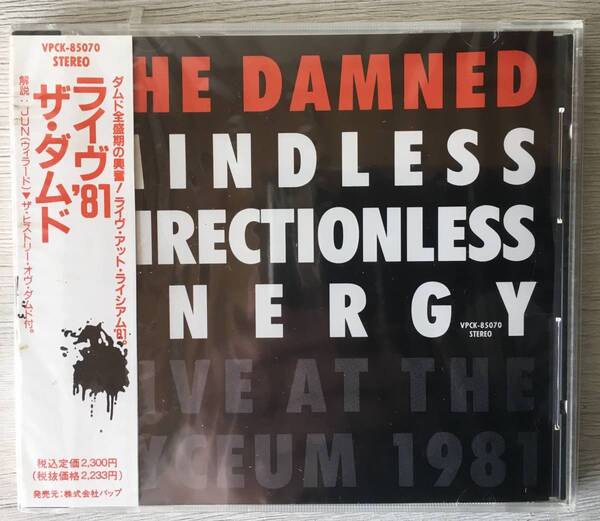 VPCK-85070
STEREO
ダムド全盛期の興奮!ライヴ・アット・ライシアム'81。
ライヴ'81
ザ・ダムド
解説:JUN(ウィラード)▼ザ・ヒストリー・オヴ・ダムド付。
税込定価2,300円
(税抜価格2,233円)
発売元:株式会社バップ
HE DAMNED
INDLESS
IRECTIONLESS
NERGY
VPCK-85070
STEREO
IVE AT THE
YCEUM 1981